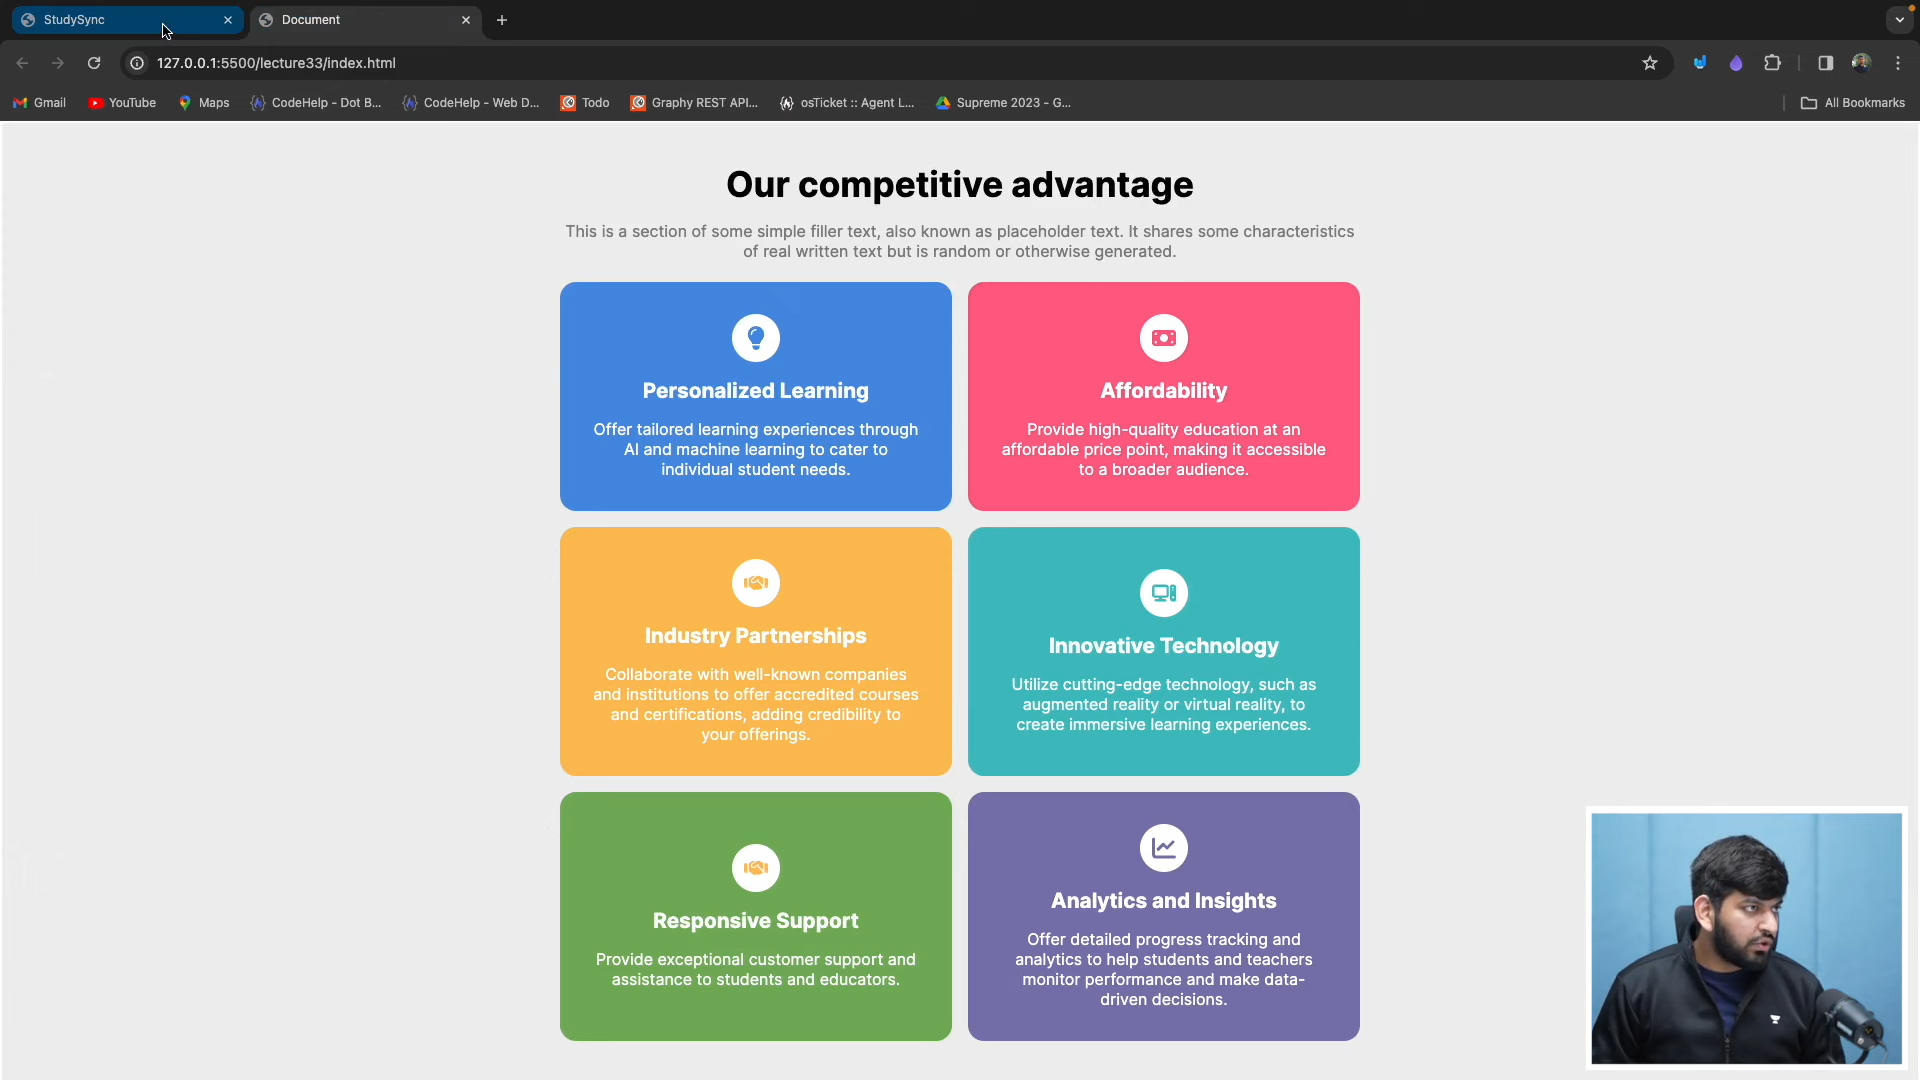 StudySync
Document
127.0.0.1:5500/lecture33/index.html
Gmail
YouTube
Maps
CodeHelp - Dot B...
CodeHelp - Web D...
Todo
Graphy REST API...
osTicket :: Agent L...
Supreme 2023 - G...
All Bookmarks
Our competitive advantage
This is a section of some simple filler text, also known as placeholder text. It shares some characteristics
of real written text but is random or otherwise generated.
Personalized Learning
Offer tailored learning experiences through
AI and machine learning to cater to
individual student needs.
Affordability
Provide high-quality education at an
affordable price point, making it accessible
to a broader audience.
Industry Partnerships
Collaborate with well-known companies
and institutions to offer accredited courses
and certifications, adding credibility to
your offerings.
Innovative Technology
Utilize cutting-edge technology, such as
augmented reality or virtual reality, to
create immersive learning experiences.
Responsive Support
Provide exceptional customer support and
assistance to students and educators.
Analytics and Insights
Offer detailed progress tracking and
analytics to help students and teachers
monitor performance and make data-
driven decisions.